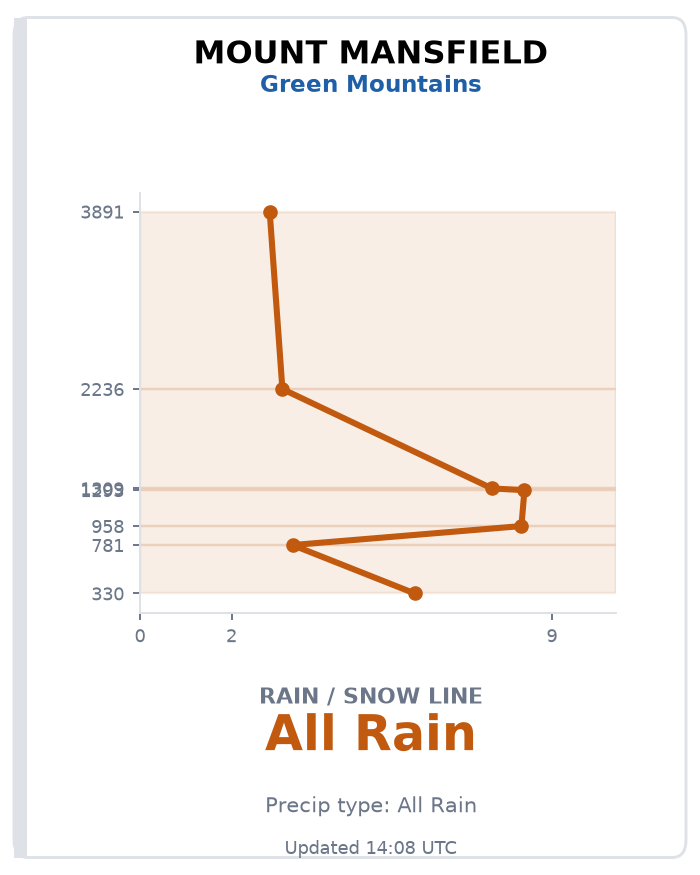 MOUNT MANSFIELD
Green Mountains
3891
2236
958
781
330
0 2 9
RAIN / SNOW LINE
All Rain
Precip type: All Rain
Updated 14:08 UTC